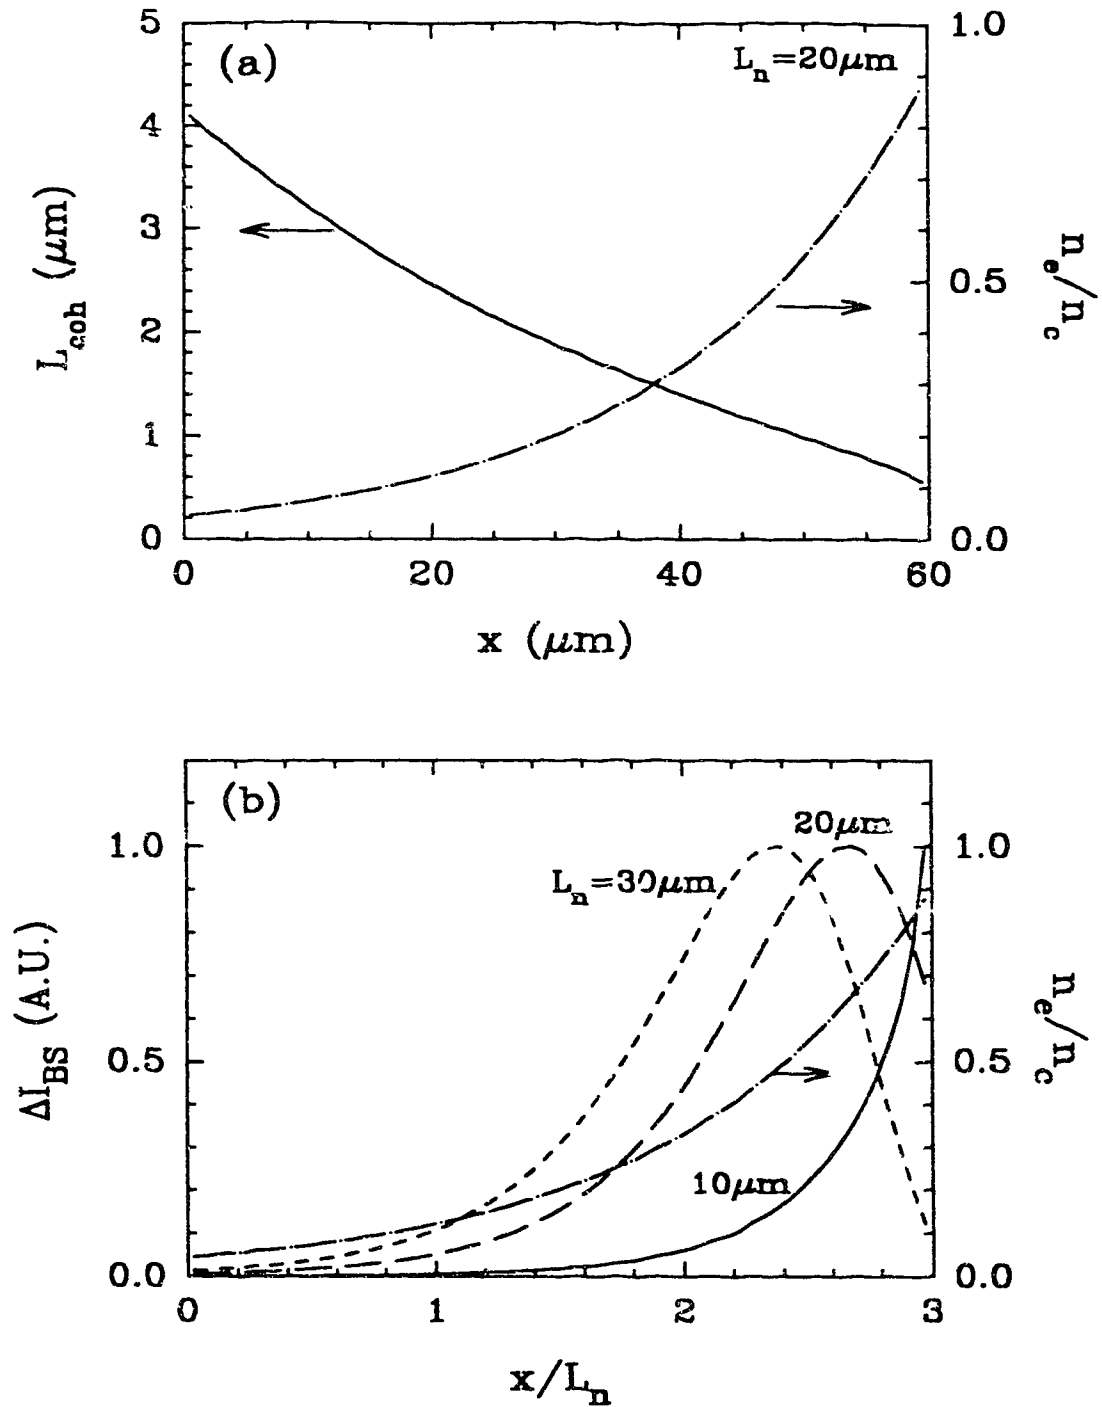 (a)
L_n=20μm
5
4
3
2
1
0
L_coh (μm)
1.0
0.5
0.0
n_e/n_c
0
20
40
60
x (μm)
(b)
20μm
L_n=30μm
10μm
1.0
0.5
0.0
ΔI_BS (A.U.)
1.0
0.5
0.0
n_e/n_c
0
1
2
3
x/L_n